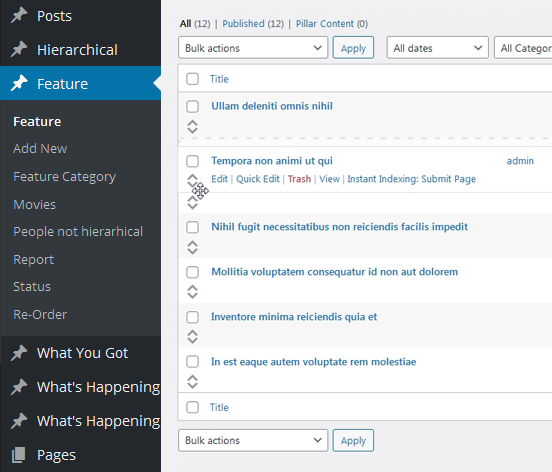 Posts
Hierarchical
Feature
Feature
Add New
Feature Category
Movies
People not hierarhical
Report
Status
Re-Order
What You Got
What's Happening
What's Happening
Pages
All (12) | Published (12) | Pillar Content (0)
Bulk actions Apply All dates All Categor
Title
Ullam deleniti omnis nihil
Tempora non animi ut qui admin
Edit | Quick Edit | Trash | View | Instant Indexing: Submit Page
Nihil fugit necessitatibus non reiciendis facilis impedit
Mollitia voluptatem consequatur id non aut dolorem
Inventore minima reiciendis quia et
In est eaque autem voluptate rem molestiae
Title
Bulk actions Apply